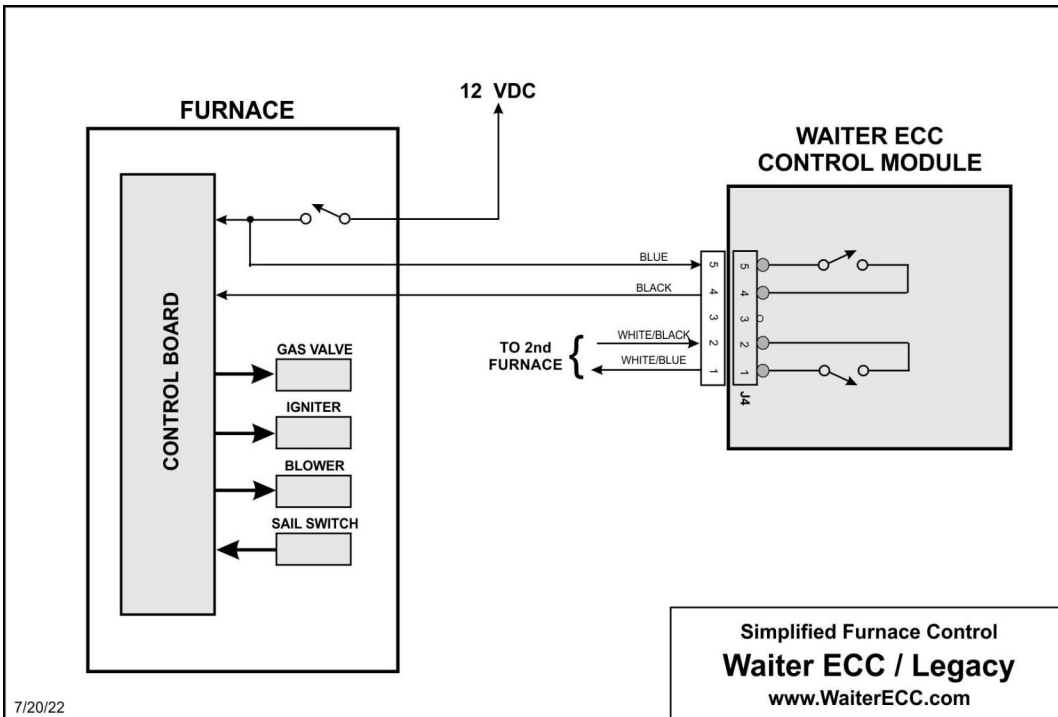 12 VDC
FURNACE
WAITER ECC
CONTROL MODULE
CONTROL BOARD
BLUE
BLACK
WHITE/BLACK
WHITE/BLUE
TO 2nd
FURNACE
5
4
3
2
1
5
4
3
2
1
J4
GAS VALVE
IGNITER
BLOWER
SAIL SWITCH
Simplified Furnace Control
Waiter ECC / Legacy
www.WaiterECC.com
7/20/22